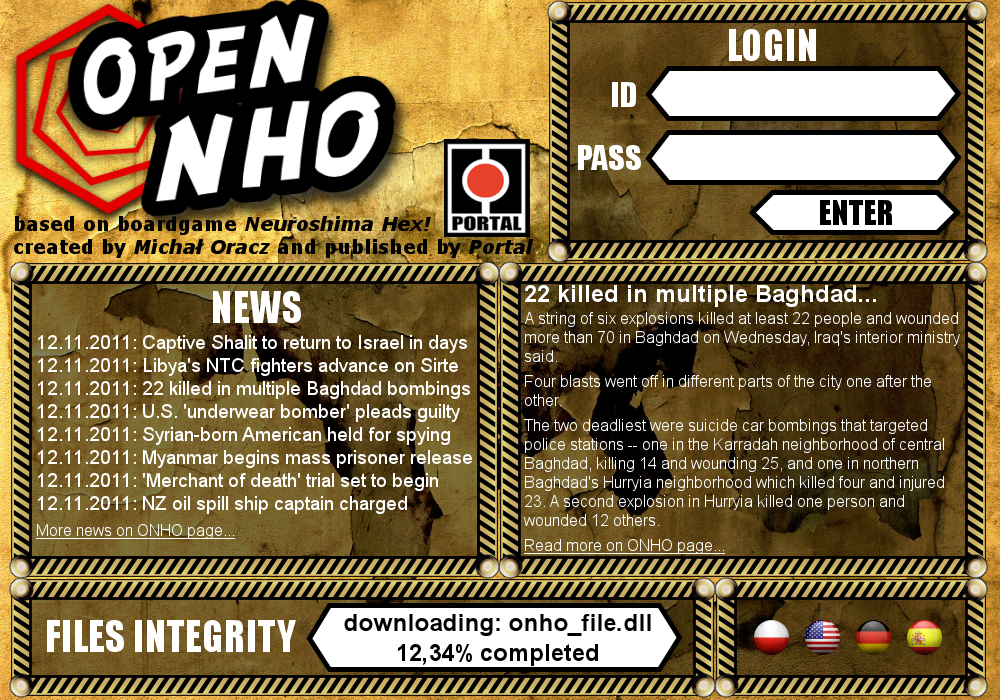 OPEN
NHO
based on boardgame Neuroshima Hex!
created by Michał Oracz and published by Portal
PORTAL
LOGIN
ID
PASS
ENTER
NEWS
12.11.2011: Captive Shalit to return to Israel in days
12.11.2011: Libya's NTC fighters advance on Sirte
12.11.2011: 22 killed in multiple Baghdad bombings
12.11.2011: U.S. 'underwear bomber' pleads guilty
12.11.2011: Syrian-born American held for spying
12.11.2011: Myanmar begins mass prisoner release
12.11.2011: 'Merchant of death' trial set to begin
12.11.2011: NZ oil spill ship captain charged
More news on ONHO page...
22 killed in multiple Baghdad...
A string of six explosions killed at least 22 people and wounded
more than 70 in Baghdad on Wednesday, Iraq's interior ministry
said.
Four blasts went off in different parts of the city one after the
other.
The two deadliest were suicide car bombings that targeted
police stations -- one in the Karradah neighborhood of central
Baghdad, killing 14 and wounding 25, and one in northern
Baghdad's Hurryia neighborhood which killed four and injured
23. A second explosion in Hurryia killed one person and
wounded 12 others.
Read more on ONHO page...
FILES INTEGRITY
downloading: onho_file.dll
12,34% completed